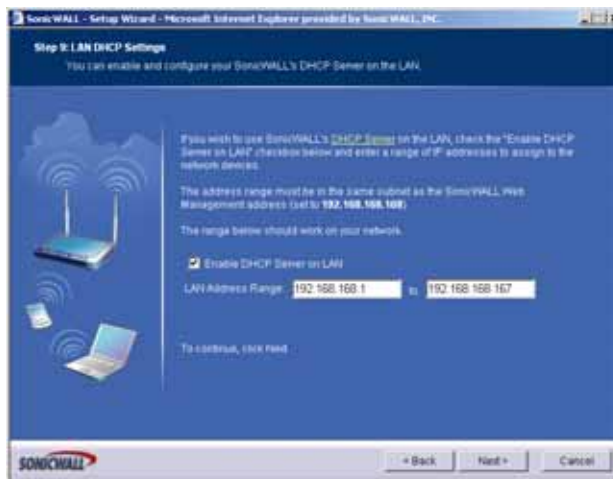 SonicWALL - Setup Wizard - Microsoft Internet Explorer provided by SonicWALL, INC.
Step 9: LAN DHCP Settings
You can enable and configure your SonicWALL's DHCP Server on the LAN.
If you wish to use SonicWALL's DHCP Server on the LAN, check the "Enable DHCP
Server on LAN" checkbox below and enter a range of IP addresses to assign to the
network devices.
The address range must be in the same subnet as the SonicWALL Web
Management address (set to 192.168.168.168)
The range below should work on your network.
Enable DHCP Server on LAN
LAN Address Range: 192.168.168.1 to 192.168.168.167
To continue, click Next.
SONICWALL
< Back Next > Cancel